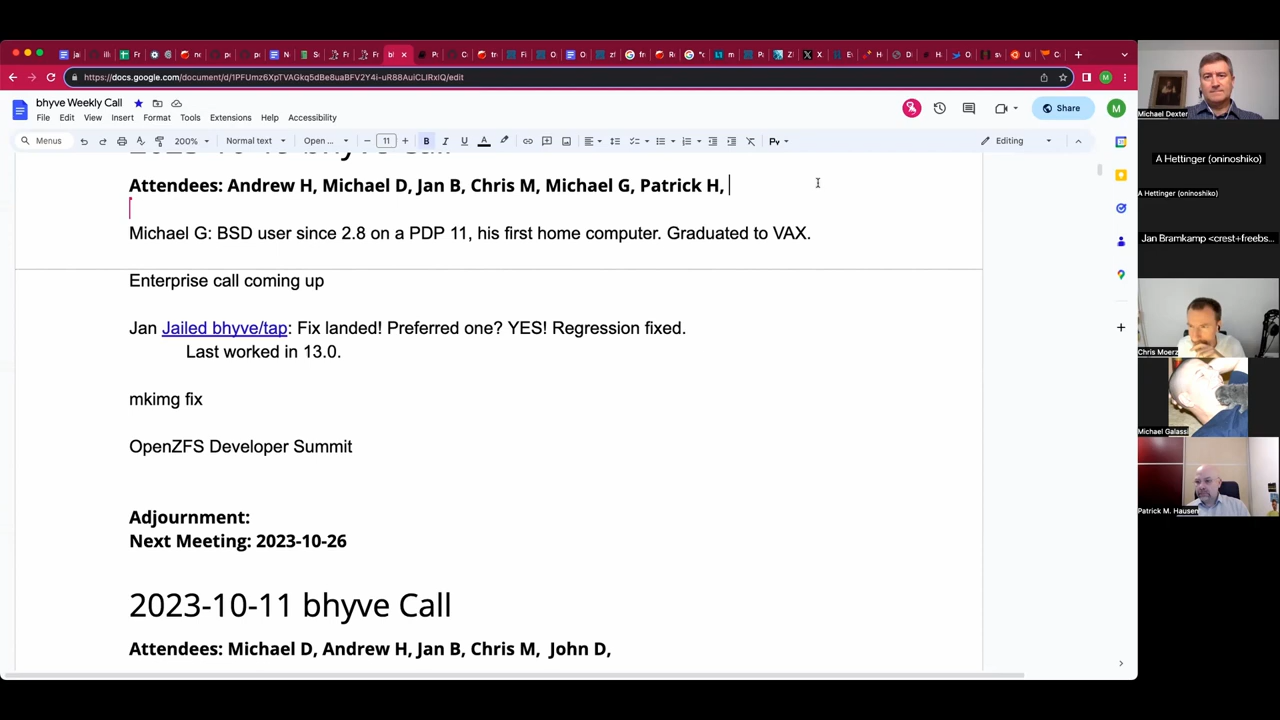 https://docs.google.com/document/d/1PFUmz6XpTVAGkq5dBe8uaBFV2Y4i-uR88AuiCLIRxIQ/edit
bhyve Weekly Call
Share
File Edit View Insert Format Tools Extensions Help Accessibility
Menus 200% Normal text Open ... 11 Editing
bhyve Call
Attendees: Andrew H, Michael D, Jan B, Chris M, Michael G, Patrick H,
Michael G: BSD user since 2.8 on a PDP 11, his first home computer. Graduated to VAX.
Enterprise call coming up
Jan Jailed bhyve/tap: Fix landed! Preferred one? YES! Regression fixed.
Last worked in 13.0.
mkimg fix
OpenZFS Developer Summit
Adjournment:
Next Meeting: 2023-10-26
2023-10-11 bhyve Call
Attendees: Michael D, Andrew H, Jan B, Chris M, John D,
Michael Dexter
A Hettinger (oninoshiko)
A Hettinger (oninoshiko)
Jan Bramkamp <crest+freebs...
Chris Moerz
Michael Galassi
Patrick M. Hausen